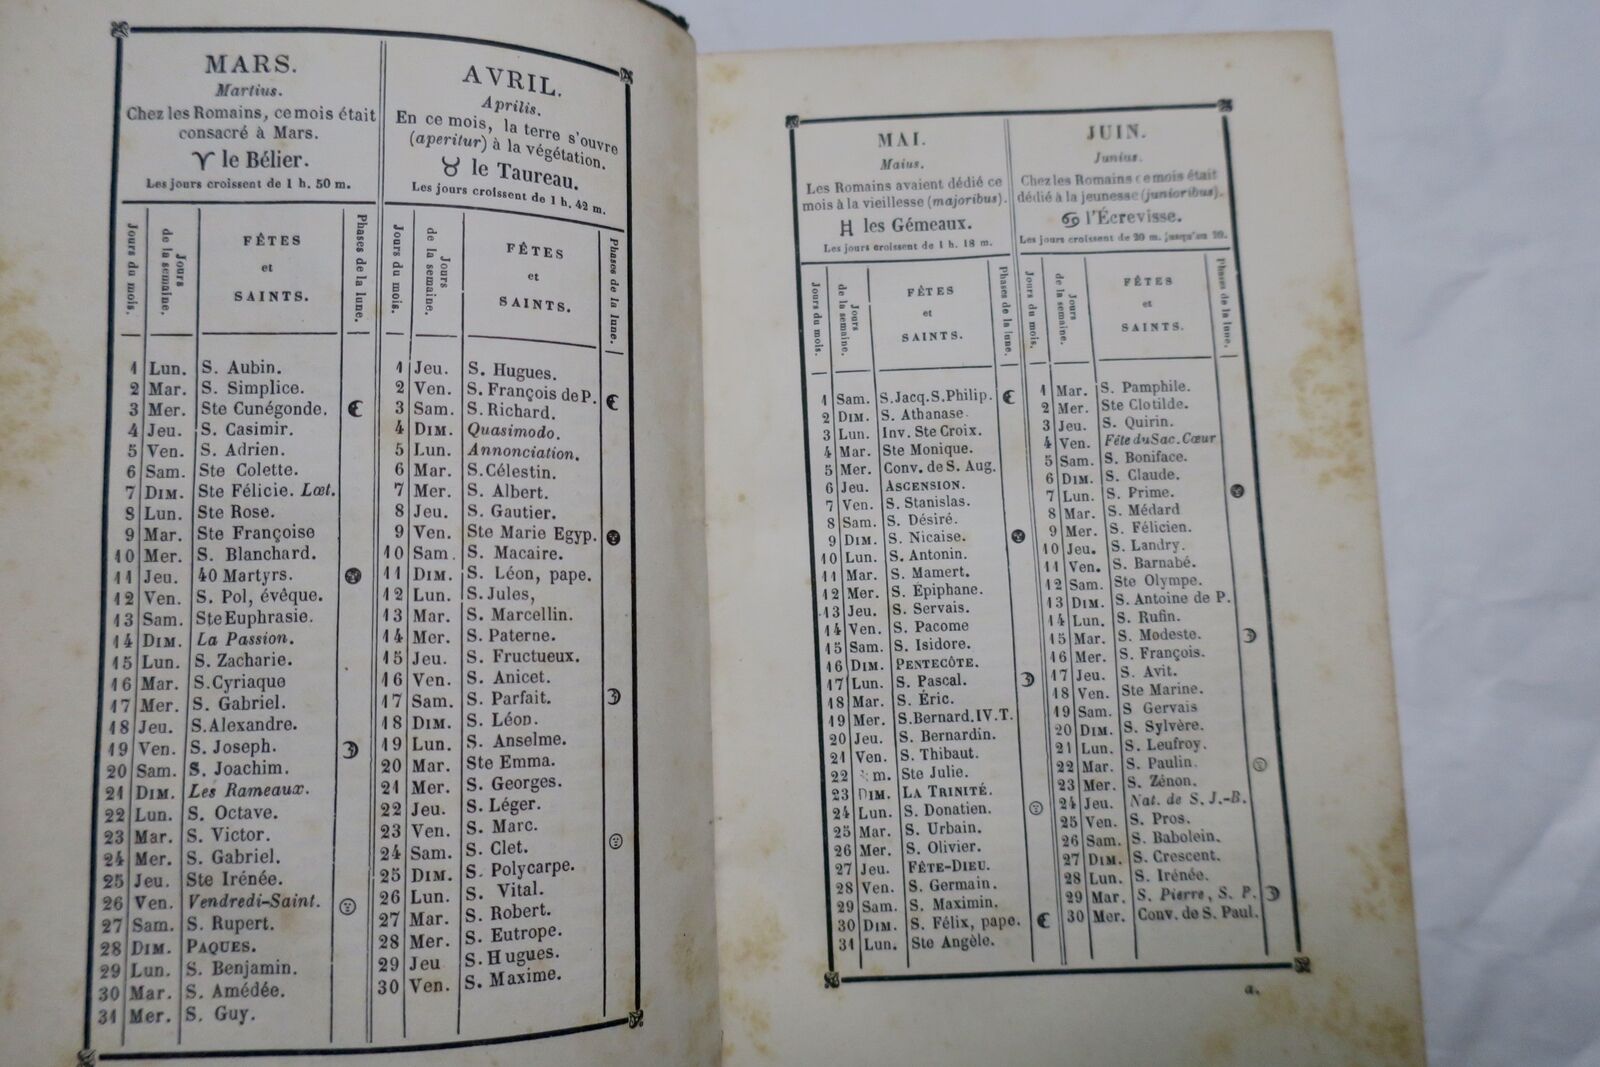 MARS.
Martius.
Chez les Romains, ce mois était
consacré à Mars.
♈ le Bélier.
Les jours croissent de 1 h. 50 m.
Jours du mois.
Jours
de la semaine.
FÊTES
et
SAINTS.
Phases de la lune.
1 Lun. S. Aubin.
2 Mar. S. Simplice.
3 Mer. Ste Cunégonde.
4 Jeu. S. Casimir.
5 Ven. S. Adrien.
6 Sam. Ste Colette.
7 DIM. Ste Félicie. Læt.
8 Lun. Ste Rose.
9 Mar. Ste Françoise
10 Mer. S. Blanchard.
11 Jeu. 40 Martyrs.
12 Ven. S. Pol, évêque.
13 Sam. Ste Euphrasie.
14 DIM. La Passion.
15 Lun. S. Zacharie.
16 Mar. S. Cyriaque
17 Mer. S. Gabriel.
18 Jeu. S. Alexandre.
19 Ven. S. Joseph.
20 Sam. S. Joachim.
21 DIM. Les Rameaux.
22 Lun. S. Octave.
23 Mar. S. Victor.
24 Mer. S. Gabriel.
25 Jeu. Ste Irénée.
26 Ven. Vendredi-Saint.
27 Sam. S. Rupert.
28 DIM. PAQUES.
29 Lun. S. Benjamin.
30 Mar. S. Amédée.
31 Mer. S. Guy.
AVRIL.
Aprilis.
En ce mois, la terre s'ouvre
(aperitur) à la végétation.
♉ le Taureau.
Les jours croissent de 1 h. 42 m.
Jours du mois.
Jours
de la semaine.
FÊTES
et
SAINTS.
Phases de la lune.
1 Jeu. S. Hugues.
2 Ven. S. François de P.
3 Sam. S. Richard.
4 DIM. Quasimodo.
5 Lun. Annonciation.
6 Mar. S. Célestin.
7 Mer. S. Albert.
8 Jeu. S. Gautier.
9 Ven. Ste Marie Egyp.
10 Sam. S. Macaire.
11 DIM. S. Léon, pape.
12 Lun. S. Jules,
13 Mar. S. Marcellin.
14 Mer. S. Paterne.
15 Jeu. S. Fructueux.
16 Ven. S. Anicet.
17 Sam. S. Parfait.
18 DIM. S. Léon.
19 Lun. S. Anselme.
20 Mar. Ste Emma.
21 Mer. S. Georges.
22 Jeu. S. Léger.
23 Ven. S. Marc.
24 Sam. S. Clet.
25 DIM. S. Polycarpe.
26 Lun. S. Vital.
27 Mar. S. Robert.
28 Mer. S. Eutrope.
29 Jeu S. Hugues.
30 Ven. S. Maxime.
MAI.
Maius.
Les Romains avaient dédié ce
mois à la vieillesse (majoribus).
♊ les Gémeaux.
Les jours croissent de 1 h. 18 m.
Jours du mois.
Jours
de la semaine.
FÊTES
et
SAINTS.
Phases de la lune.
1 Sam. S. Jacq. S. Philip.
2 DIM. S. Athanase.
3 Lun. Inv. Ste Croix.
4 Mar. Ste Monique.
5 Mer. Conv. de S. Aug.
6 Jeu. ASCENSION.
7 Ven. S. Stanislas.
8 Sam. S. Désiré.
9 DIM. S. Nicaise.
10 Lun. S. Antonin.
11 Mar. S. Mamert.
12 Mer. S. Épiphane.
13 Jeu. S. Servais.
14 Ven. S. Pacome
15 Sam. S. Isidore.
16 DIM. PENTECÔTE.
17 Lun. S. Pascal.
18 Mar. S. Éric.
19 Mer. S. Bernard. IV. T.
20 Jeu. S. Bernardin.
21 Ven. S. Thibaut.
22 m. Ste Julie.
23 DIM. LA TRINITÉ.
24 Lun. S. Donatien.
25 Mar. S. Urbain.
26 Mer. S. Olivier.
27 Jeu. FÊTE-DIEU.
28 Ven. S. Germain.
29 Sam. S. Maximin.
30 DIM. S. Félix, pape.
31 Lun. Ste Angèle.
JUIN.
Junius.
Chez les Romains ce mois était
dédié à la jeunesse (junioribus).
♋ l'Écrevisse.
Les jours croissent de 20 m. jusqu'au 20.
Jours du mois.
Jours
de la semaine.
FÊTES
et
SAINTS.
Phases de la lune.
1 Mar. S. Pamphile.
2 Mer. Ste Clotilde.
3 Jeu. S. Quirin.
4 Ven. Fête du Sac. Cœur
5 Sam. S. Boniface.
6 DIM. S. Claude.
7 Lun. S. Prime.
8 Mar. S. Médard
9 Mer. S. Félicien.
10 Jeu. S. Landry.
11 Ven. S. Barnabé.
12 Sam. Ste Olympe.
13 DIM. S. Antoine de P.
14 Lun. S. Rufin.
15 Mar. S. Modeste.
16 Mer. S. François.
17 Jeu. S. Avit.
18 Ven. Ste Marine.
19 Sam. S Gervais
20 DIM. S. Sylvère.
21 Lun. S. Leufroy.
22 Mar. S. Paulin.
23 Mer. S. Zénon.
24 Jeu. Nat. de S. J.-B.
25 Ven. S. Pros.
26 Sam. S. Babolein.
27 DIM. S. Crescent.
28 Lun. S. Irénée.
29 Mar. S. Pierre, S. P.
30 Mer. Conv. de S. Paul.
a.